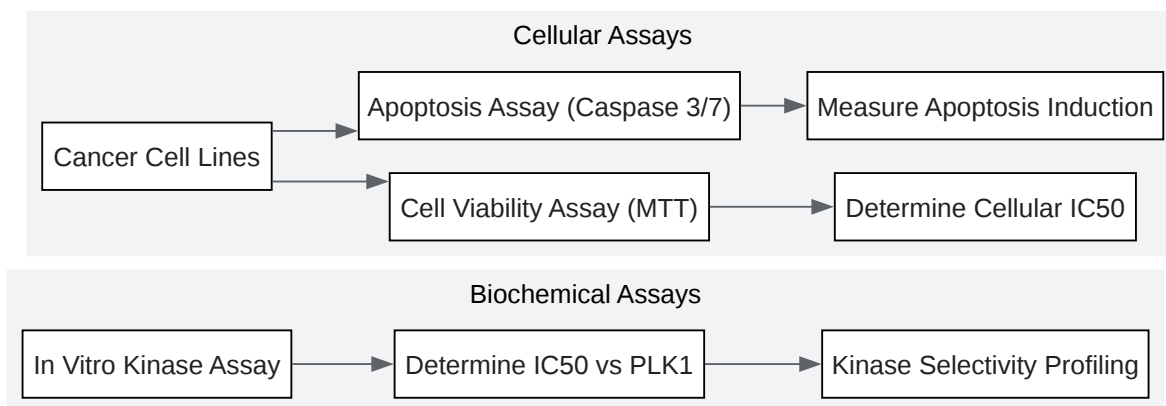 Cellular Assays
Apoptosis Assay (Caspase 3/7)
Measure Apoptosis Induction
Cancer Cell Lines
Cell Viability Assay (MTT)
Determine Cellular IC50
Biochemical Assays
In Vitro Kinase Assay
Determine IC50 vs PLK1
Kinase Selectivity Profiling